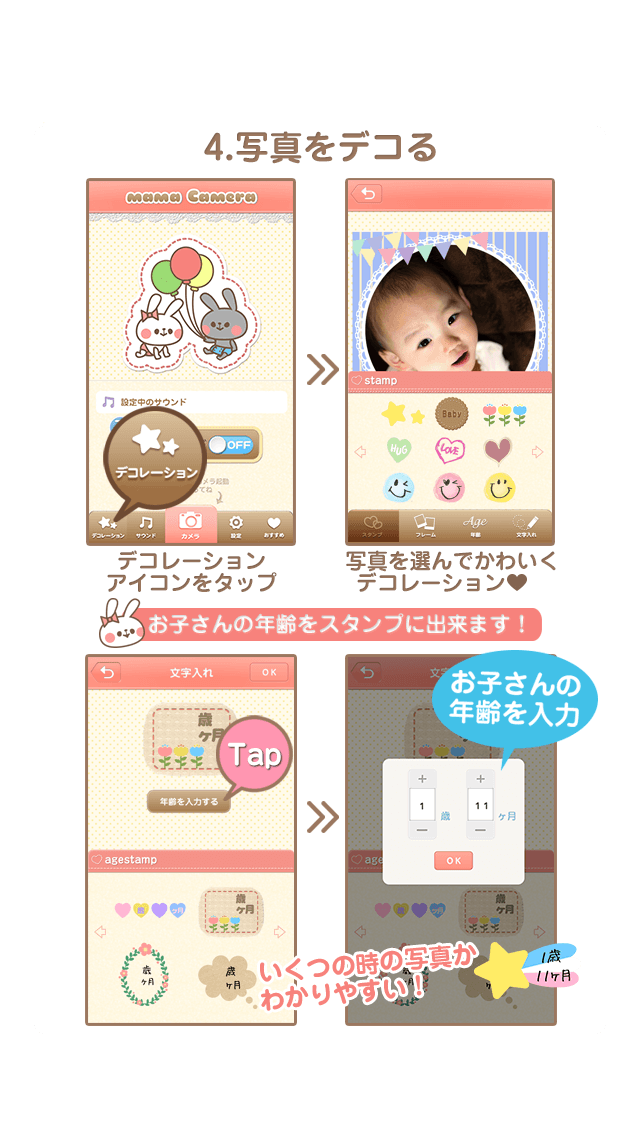 4.写真をデコる
mama Camera
設定中のサウンド
OFF
デコレーション
デコレーション
サウンド
カメラ
設定
おすすめ
stamp
Baby
HUG
LOVE
スタンプ
フレーム
Age
年齢
文字入れ
デコレーション
アイコンをタップ
写真を選んでかわいく
デコレーション♥
お子さんの年齢をスタンプに出来ます！
文字入れ
OK
歳
ヶ月
Tap
年齢を入力する
agestamp
歳
ヶ月
歳
ヶ月
歳
ヶ月
お子さんの
年齢を入力
+
+
1
歳
11
ヶ月
−
−
OK
agestamp
歳
ヶ月
いくつの時の写真か
わかりやすい！
1歳
11ヶ月